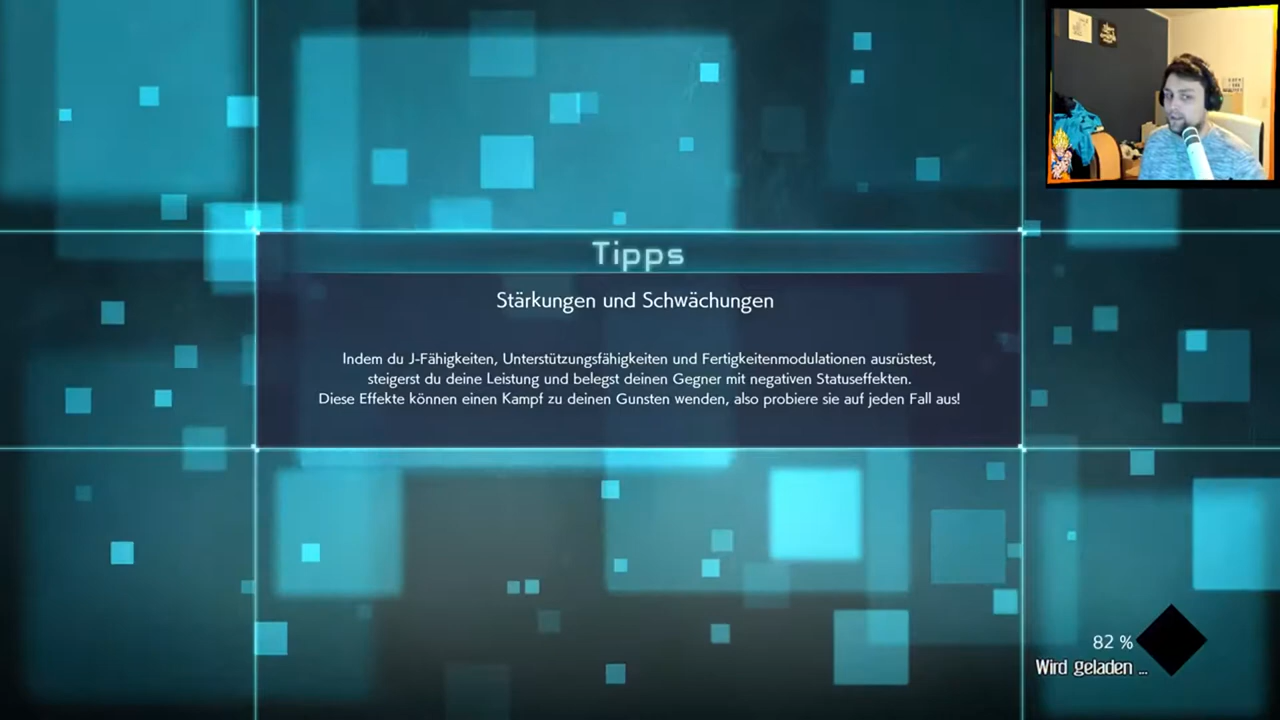 Tipps
Stärkungen und Schwächungen
Indem du J-Fähigkeiten, Unterstützungsfähigkeiten und Fertigkeitenmodulationen ausrüstest,
steigerst du deine Leistung und belegst deinen Gegner mit negativen Statuseffekten.
Diese Effekte können einen Kampf zu deinen Gunsten wenden, also probiere sie auf jeden Fall aus!
82 %
Wird geladen ...